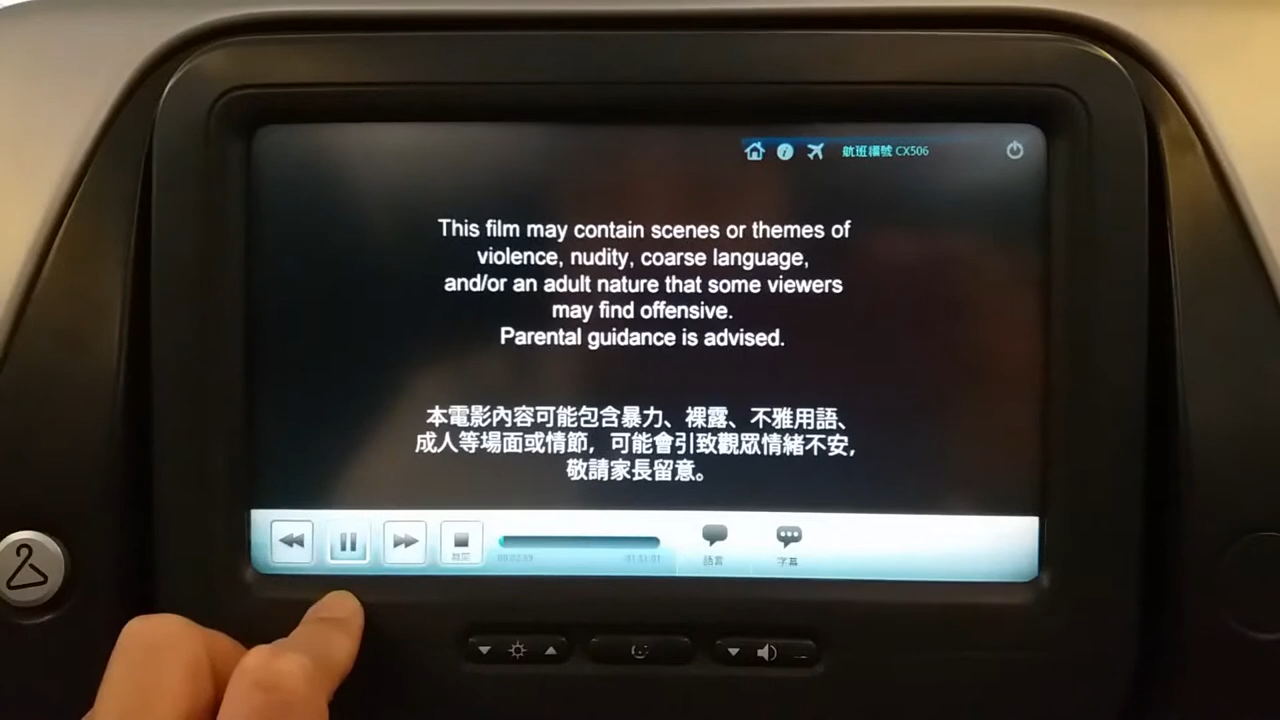 航班編號 CX506
This film may contain scenes or themes of
violence, nudity, coarse language,
and/or an adult nature that some viewers
may find offensive.
Parental guidance is advised.
本電影內容可能包含暴力、裸露、不雅用語、
成人等場面或情節，可能會引致觀眾情緒不安，
敬請家長留意。
語言
字幕